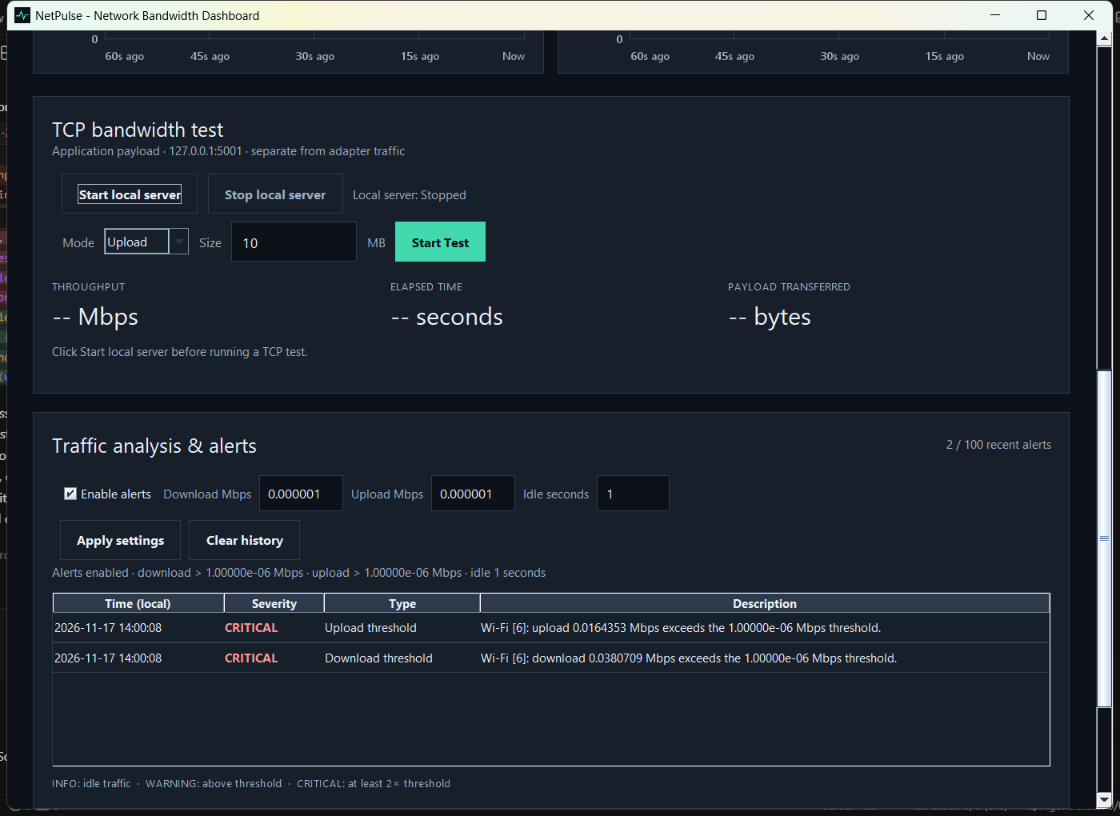 NetPulse - Network Bandwidth Dashboard
0 0
60s ago 45s ago 30s ago 15s ago Now 60s ago 45s ago 30s ago 15s ago Now
TCP bandwidth test
Application payload · 127.0.0.1:5001 · separate from adapter traffic
Start local server Stop local server Local server: Stopped
Mode Upload Size 10 MB Start Test
THROUGHPUT ELAPSED TIME PAYLOAD TRANSFERRED
-- Mbps -- seconds -- bytes
Click Start local server before running a TCP test.
Traffic analysis & alerts 2 / 100 recent alerts
Enable alerts Download Mbps 0.000001 Upload Mbps 0.000001 Idle seconds 1
Apply settings Clear history
Alerts enabled · download > 1.00000e-06 Mbps · upload > 1.00000e-06 Mbps · idle 1 seconds
Time (local) Severity Type Description
2026-11-17 14:00:08 CRITICAL Upload threshold Wi-Fi [6]: upload 0.0164353 Mbps exceeds the 1.00000e-06 Mbps threshold.
2026-11-17 14:00:08 CRITICAL Download threshold Wi-Fi [6]: download 0.0380709 Mbps exceeds the 1.00000e-06 Mbps threshold.
INFO: idle traffic · WARNING: above threshold · CRITICAL: at least 2× threshold